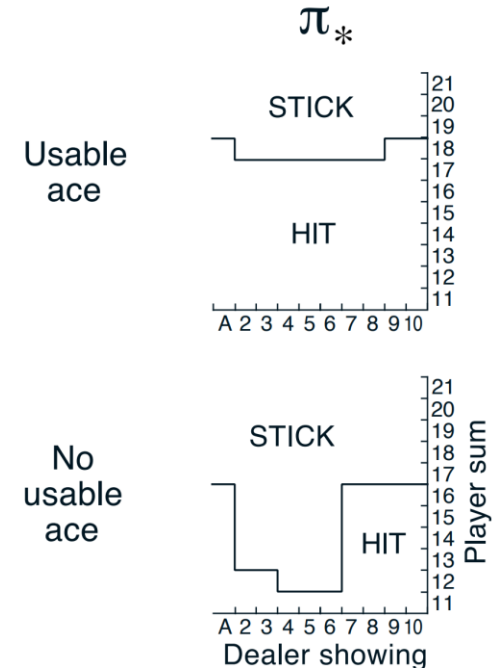 π*
Usable
ace
STICK
HIT
21
20
19
18
17
16
15
14
13
12
11
A 2 3 4 5 6 7 8 9 10
No
usable
ace
STICK
HIT
21
20
19
18
17
16
15
14
13
12
11
Player sum
A 2 3 4 5 6 7 8 9 10
Dealer showing